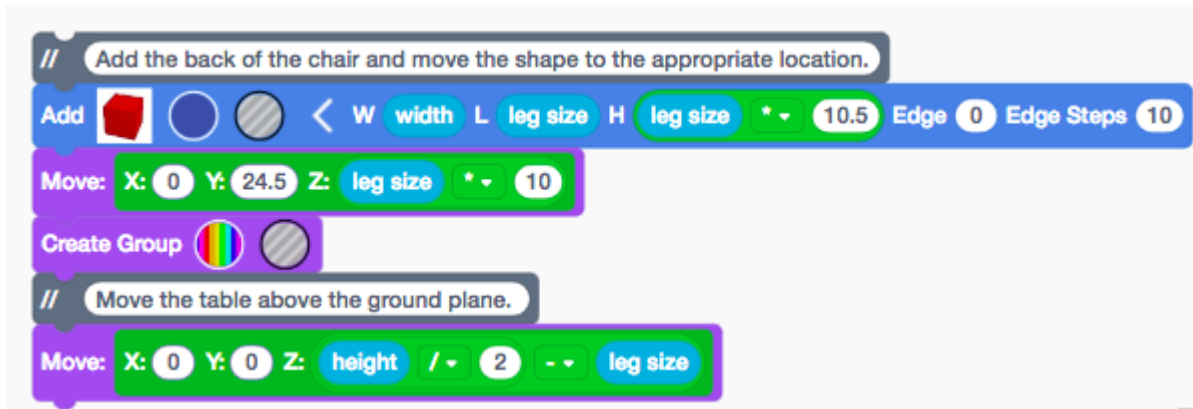 // Add the back of the chair and move the shape to the appropriate location.
Add W width L leg size H leg size * 10.5 Edge 0 Edge Steps 10
Move: X: 0 Y: 24.5 Z: leg size * 10
Create Group
// Move the table above the ground plane.
Move: X: 0 Y: 0 Z: height / 2 - leg size